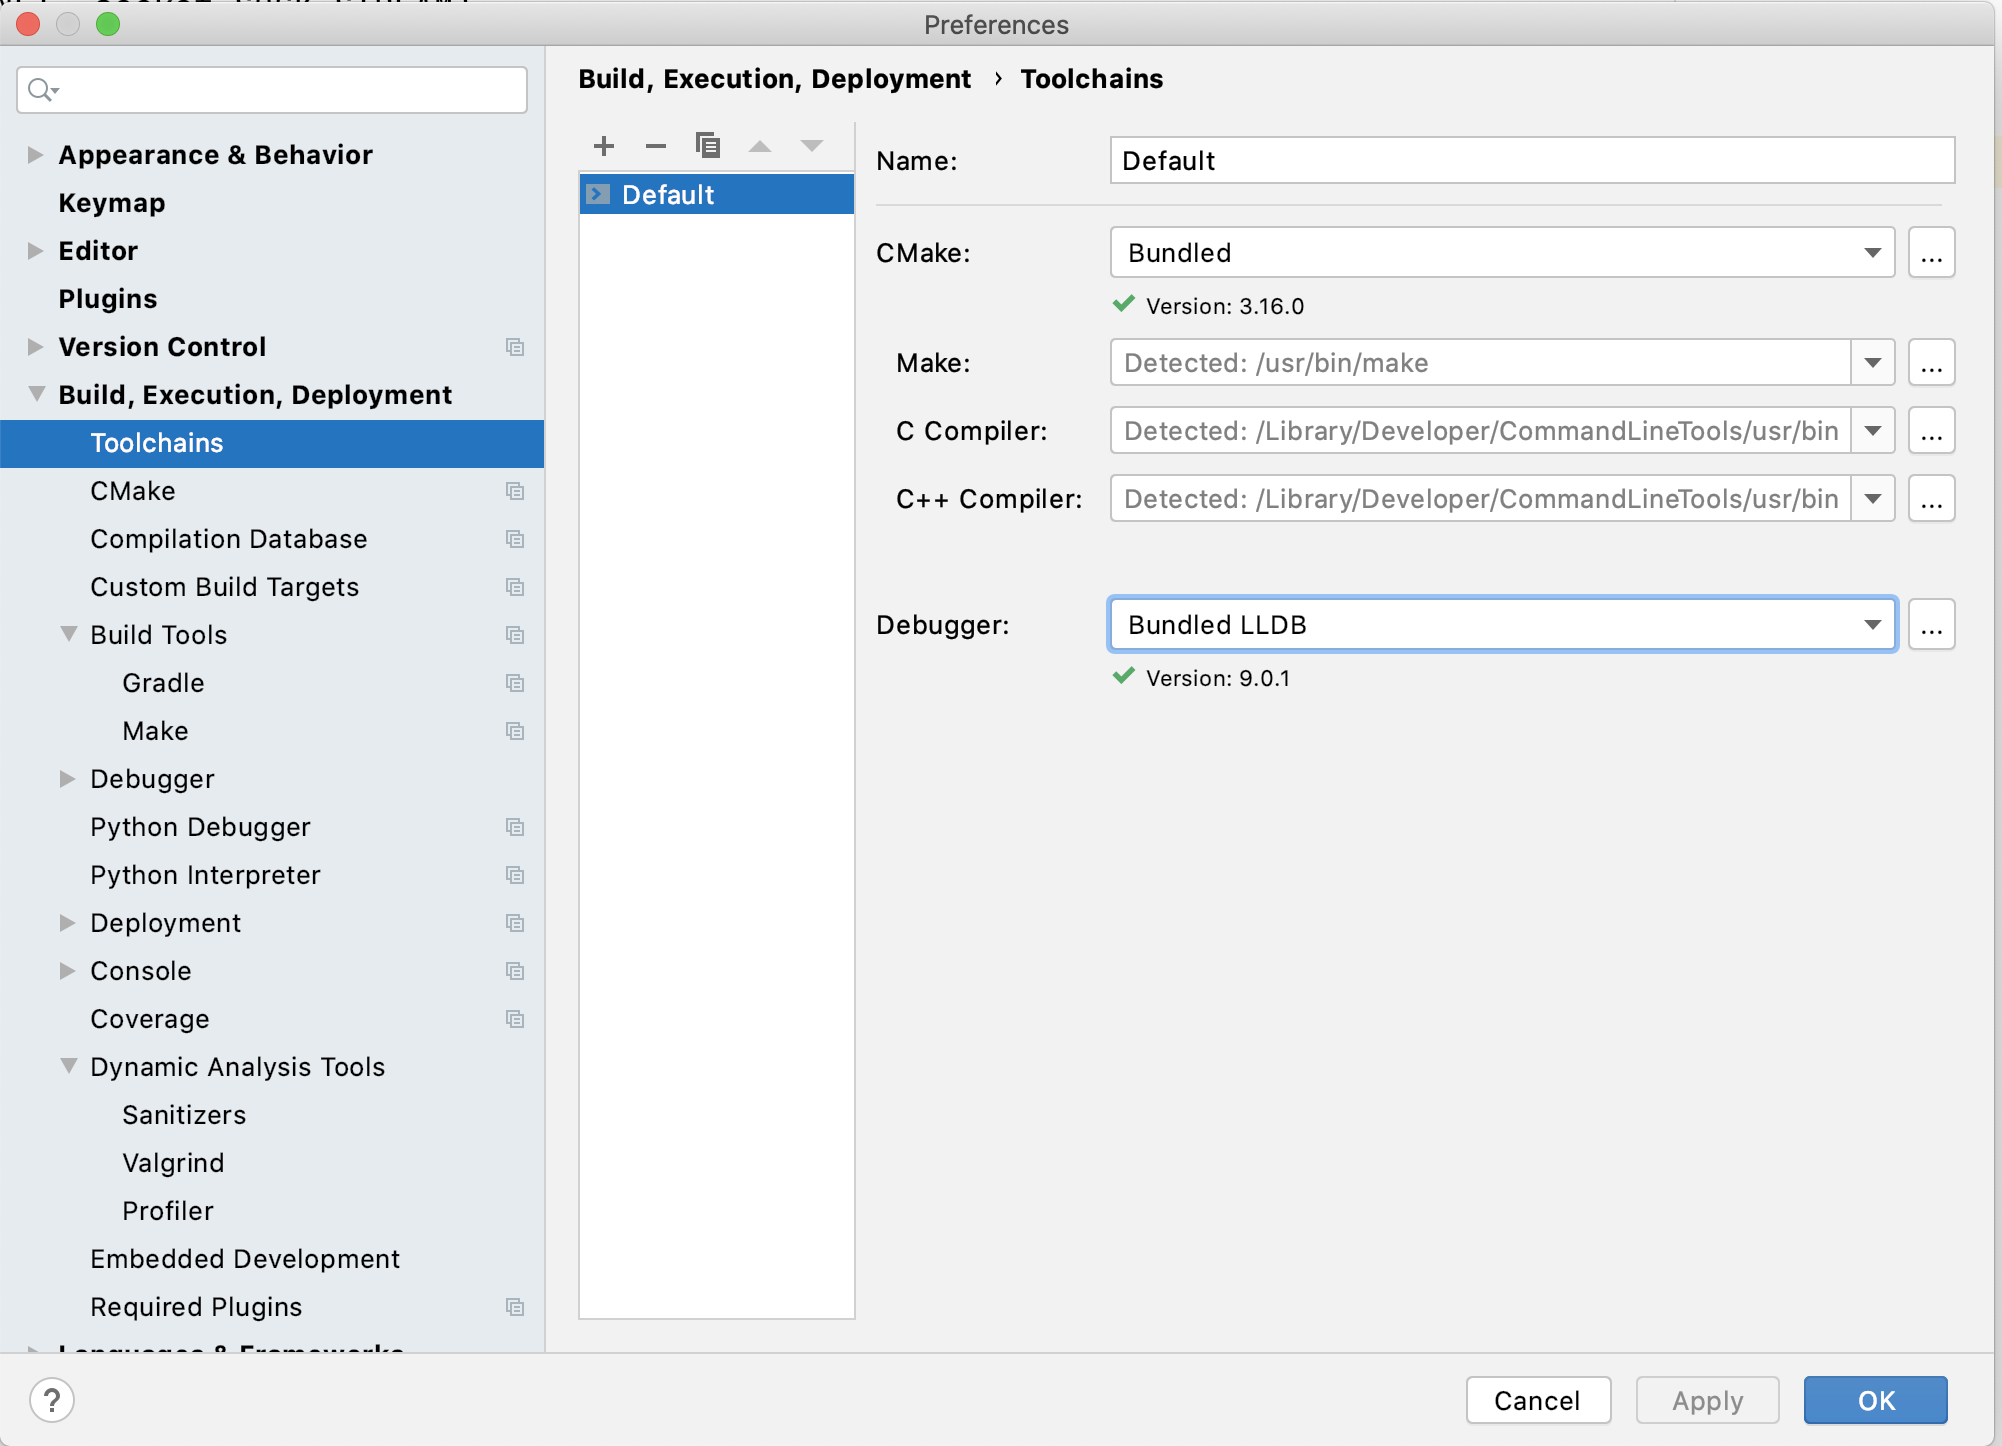 Preferences
Appearance & Behavior
Keymap
Editor
Plugins
Version Control
Build, Execution, Deployment
Toolchains
CMake
Compilation Database
Custom Build Targets
Build Tools
Gradle
Make
Debugger
Python Debugger
Python Interpreter
Deployment
Console
Coverage
Dynamic Analysis Tools
Sanitizers
Valgrind
Profiler
Embedded Development
Required Plugins
Languages & Frameworks
Build, Execution, Deployment › Toolchains
Default
Name: Default
CMake: Bundled ...
Version: 3.16.0
Make: Detected: /usr/bin/make ...
C Compiler: Detected: /Library/Developer/CommandLineTools/usr/bin ...
C++ Compiler: Detected: /Library/Developer/CommandLineTools/usr/bin ...
Debugger: Bundled LLDB ...
Version: 9.0.1
? Cancel Apply OK